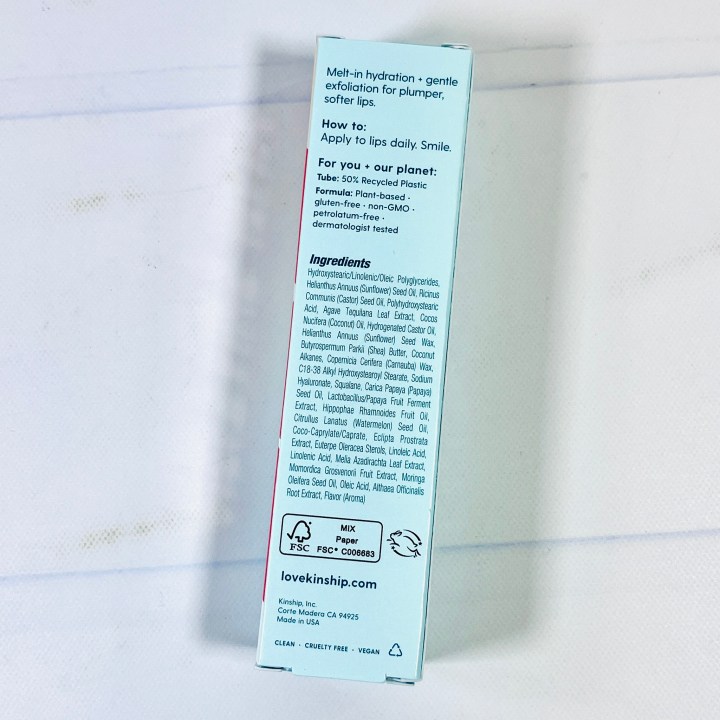 Melt-in hydration + gentle
exfoliation for plumper,
softer lips.
How to:
Apply to lips daily. Smile.
For you + our planet:
Tube: 50% Recycled Plastic
Formula: Plant-based ·
gluten-free · non-GMO ·
petrolatum-free ·
dermatologist tested
Ingredients
Hydroxystearic/Linolenic/Oleic Polyglycerides,
Helianthus Annuus (Sunflower) Seed Oil, Ricinus
Communis (Castor) Seed Oil, Polyhydroxystearic
Acid, Agave Tequilana Leaf Extract, Cocos
Nucifera (Coconut) Oil, Hydrogenated Castor Oil,
Helianthus Annuus (Sunflower) Seed Wax,
Butyrospermum Parkii (Shea) Butter, Coconut
Alkanes, Copernicia Cerifera (Carnauba) Wax,
C18-38 Alkyl Hydroxystearoyl Stearate, Sodium
Hyaluronate, Squalane, Carica Papaya (Papaya)
Seed Oil, Lactobacillus/Papaya Fruit Ferment
Extract, Hippophae Rhamnoides Fruit Oil,
Citrullus Lanatus (Watermelon) Seed Oil,
Coco-Caprylate/Caprate, Eclipta Prostrata
Extract, Euterpe Oleracea Sterols, Linoleic Acid,
Linolenic Acid, Melia Azadirachta Leaf Extract,
Momordica Grosvenorii Fruit Extract, Moringa
Oleifera Seed Oil, Oleic Acid, Althaea Officinalis
Root Extract, Flavor (Aroma)
FSC
MIX
Paper
FSC® C006683
lovekinship.com
Kinship, Inc.
Corte Madera CA 94925
Made in USA
CLEAN · CRUELTY FREE · VEGAN